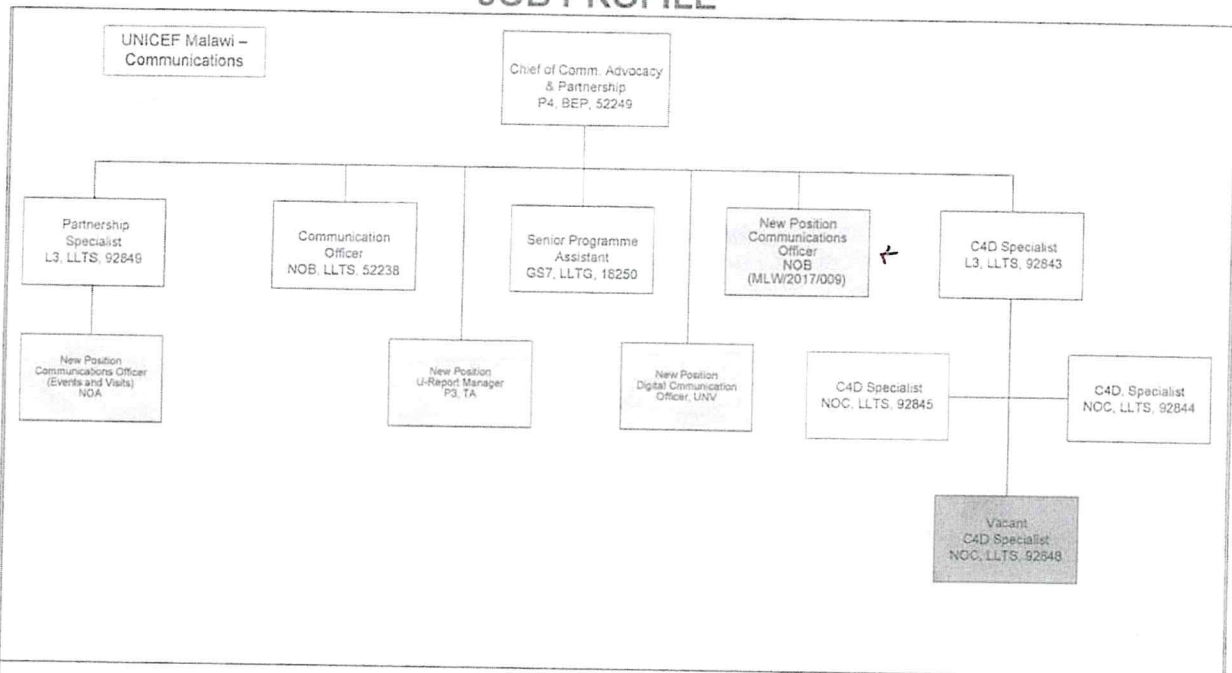 JOB PROFILE
UNICEF Malawi –
Communications
Chief of Comm. Advocacy
& Partnership
P4, BEP, 52249
Partnership
Specialist
L3, LLTS, 92849
Communication
Officer
NOB, LLTS, 52238
Senior Programme
Assistant
GS7, LLTG, 18250
New Position
Communications
Officer
NOB
(MLW/2017/009)
C4D Specialist
L3, LLTS, 92843
New Position
Communications Officer
(Events and Visits)
NOA
New Position
U-Report Manager
P3, TA
New Position
Digital Cmmunication
Officer, UNV
C4D Specialist
NOC, LLTS, 92845
C4D, Specialist
NOC, LLTS, 92844
Vacant
C4D Specialist
NOC, LLTS, 92848